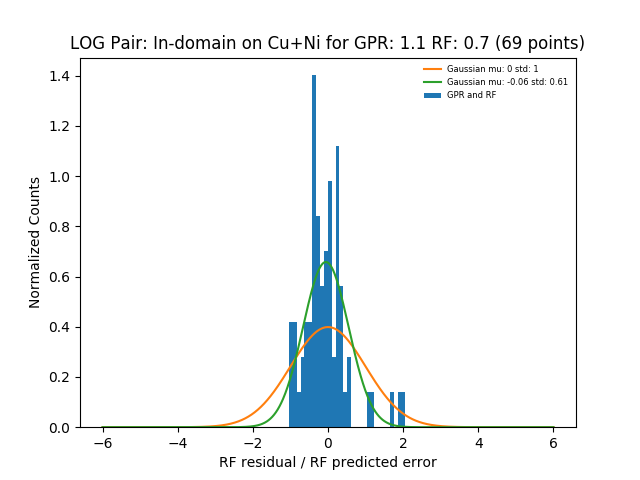 LOG Pair: In-domain on Cu+Ni for GPR: 1.1 RF: 0.7 (69 points)
Gaussian mu: 0 std: 1
Gaussian mu: -0.06 std: 0.61
GPR and RF
Normalized Counts
1.4
1.2
1.0
0.8
0.6
0.4
0.2
0.0
−6 −4 −2 0 2 4 6
RF residual / RF predicted error